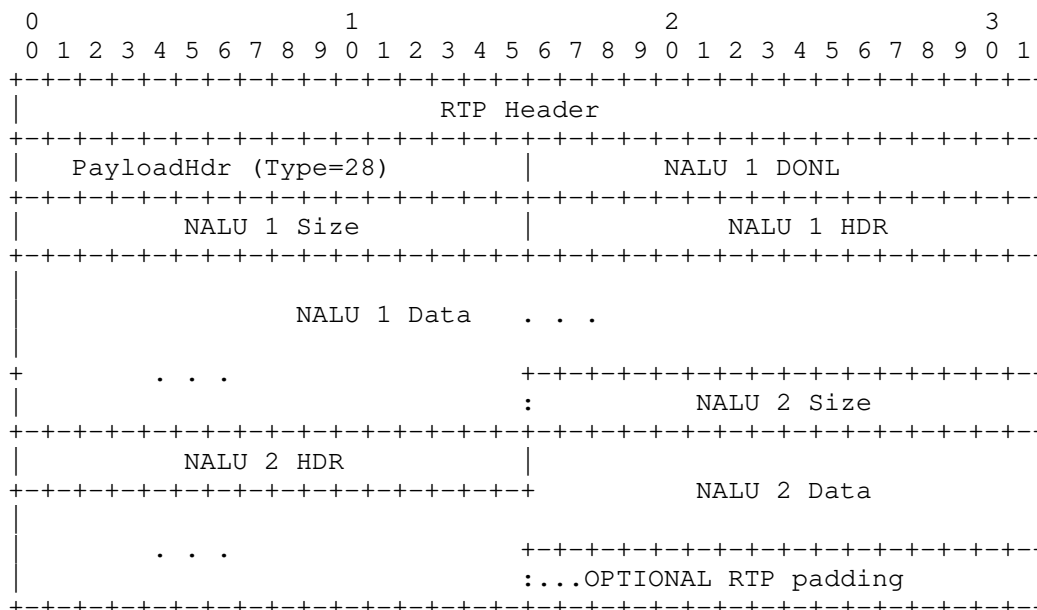 0                   1                   2                   3
 0 1 2 3 4 5 6 7 8 9 0 1 2 3 4 5 6 7 8 9 0 1 2 3 4 5 6 7 8 9 0 1
+-+-+-+-+-+-+-+-+-+-+-+-+-+-+-+-+-+-+-+-+-+-+-+-+-+-+-+-+-+-+-+-
|                          RTP Header
+-+-+-+-+-+-+-+-+-+-+-+-+-+-+-+-+-+-+-+-+-+-+-+-+-+-+-+-+-+-+-+-
|   PayloadHdr (Type=28)        |        NALU 1 DONL
+-+-+-+-+-+-+-+-+-+-+-+-+-+-+-+-+-+-+-+-+-+-+-+-+-+-+-+-+-+-+-+-
|          NALU 1 Size          |            NALU 1 HDR
+-+-+-+-+-+-+-+-+-+-+-+-+-+-+-+-+-+-+-+-+-+-+-+-+-+-+-+-+-+-+-+-
|
|                 NALU 1 Data   . . .
|
+        . . .                  +-+-+-+-+-+-+-+-+-+-+-+-+-+-+-+-
|                               :          NALU 2 Size
+-+-+-+-+-+-+-+-+-+-+-+-+-+-+-+-+-+-+-+-+-+-+-+-+-+-+-+-+-+-+-+-
|          NALU 2 HDR           |
+-+-+-+-+-+-+-+-+-+-+-+-+-+-+-+-+          NALU 2 Data
|
|        . . .                  +-+-+-+-+-+-+-+-+-+-+-+-+-+-+-+-
|                               :...OPTIONAL RTP padding
+-+-+-+-+-+-+-+-+-+-+-+-+-+-+-+-+-+-+-+-+-+-+-+-+-+-+-+-+-+-+-+-